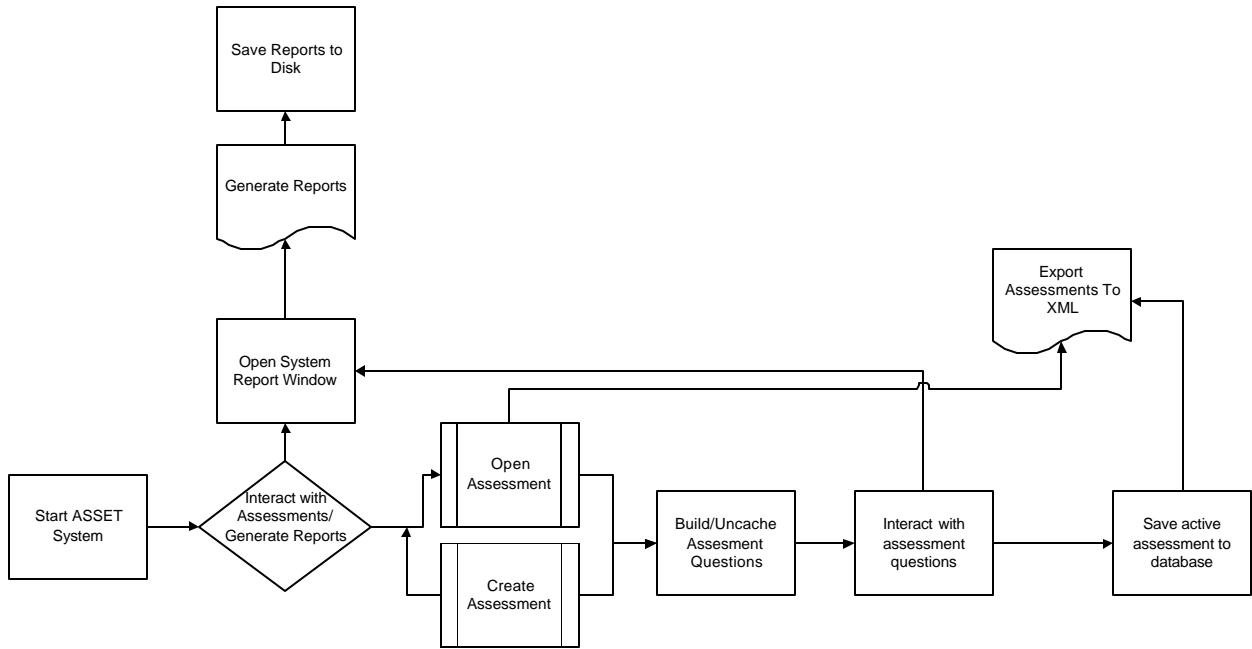 Save Reports to
Disk
Generate Reports
Export
Assessments To
XML
Open System
Report Window
Start ASSET
System
Interact with
Assessments/
Generate Reports
Open
Assessment
Create
Assessment
Build/Uncache
Assesment
Questions
Interact with
assessment
questions
Save active
assessment to
database